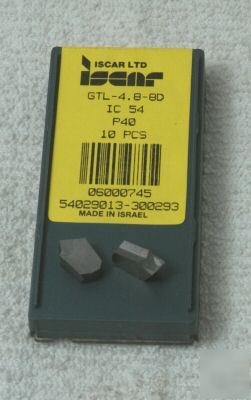 ISCAR LTD
iscar
GTL-4.8-8D
IC 54
P40
10 PCS
06000745
54029013-300293
MADE IN ISRAEL